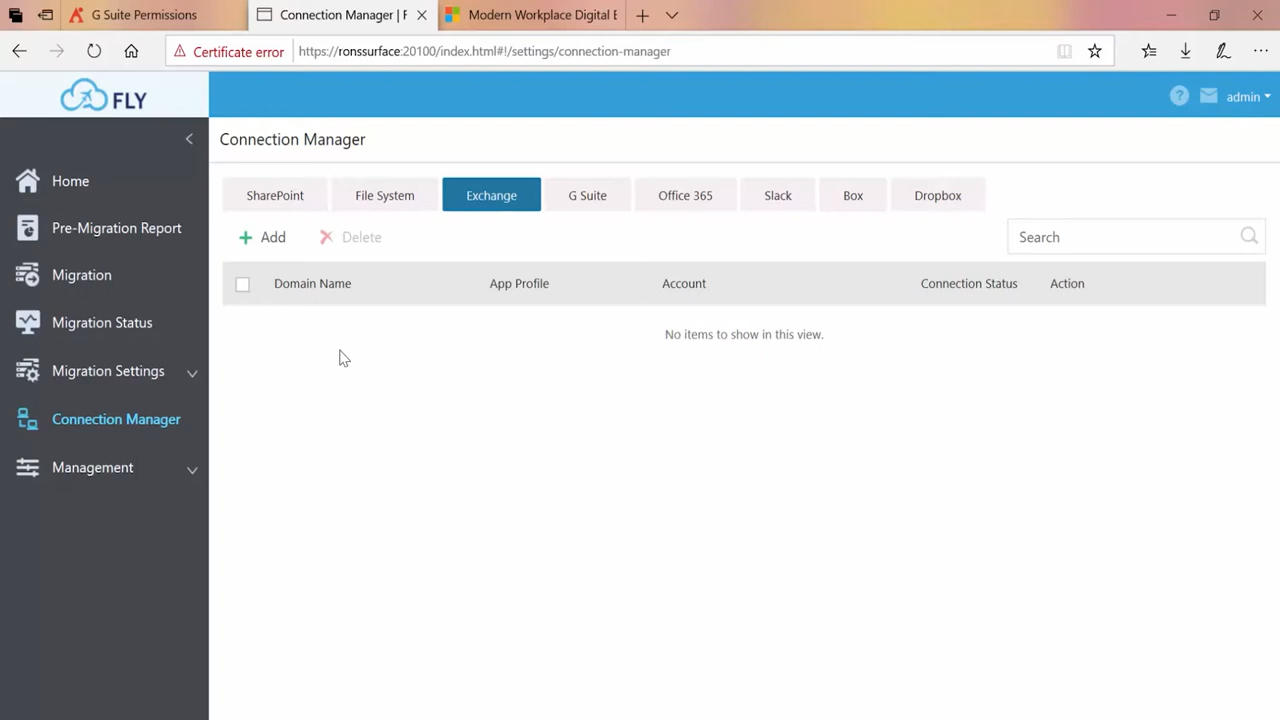 G Suite Permissions
Connection Manager | F
Modern Workplace Digital E
Certificate error
https://ronssurface:20100/index.html#!/settings/connection-manager
FLY
admin
Connection Manager
Home
Pre-Migration Report
Migration
Migration Status
Migration Settings
Connection Manager
Management
SharePoint
File System
Exchange
G Suite
Office 365
Slack
Box
Dropbox
Add
Delete
Search
Domain Name
App Profile
Account
Connection Status
Action
No items to show in this view.